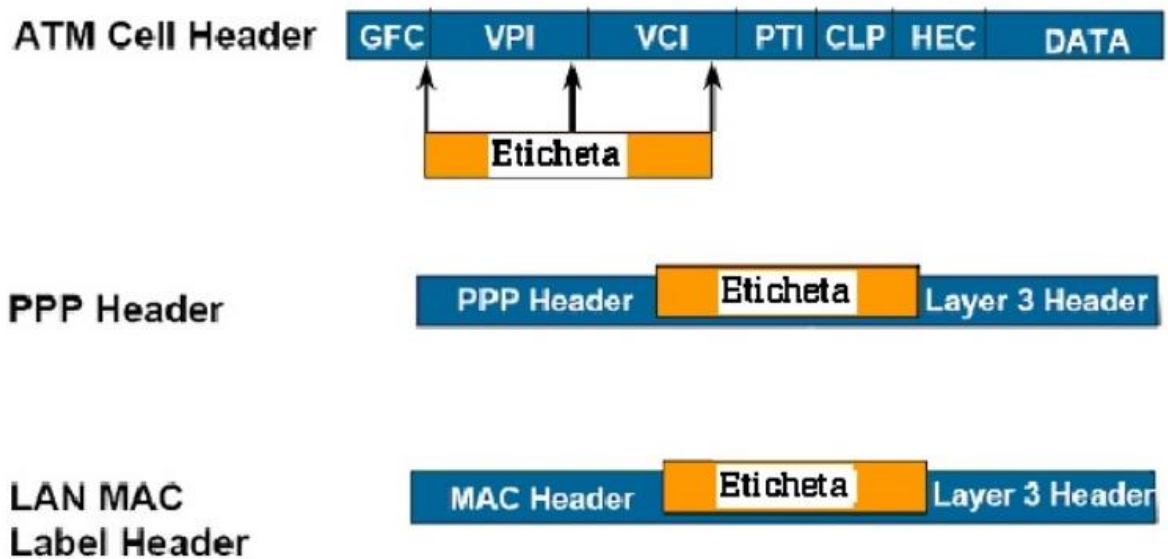 ATM Cell Header GFC VPI VCI PTI CLP HEC DATA
Eticheta
PPP Header PPP Header Eticheta Layer 3 Header
LAN MAC MAC Header Eticheta Layer 3 Header
Label Header